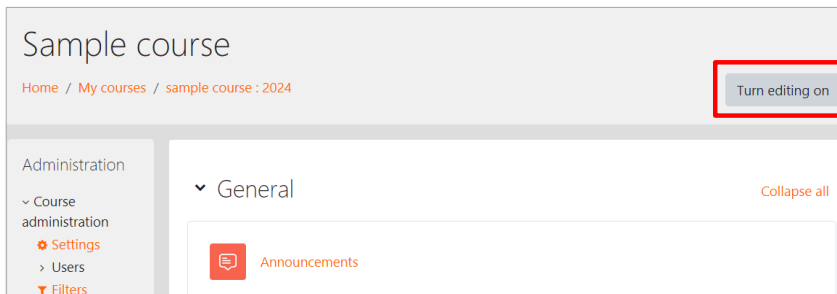 Sample course
Home / My courses / sample course : 2024
Turn editing on
Administration
Course
administration
Settings
Users
Filters
General
Collapse all
Announcements